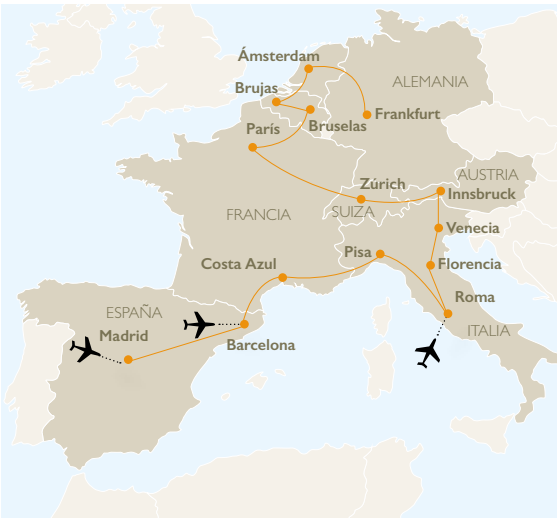 Ámsterdam
ALEMANIA
Brujas
Frankfurt
París
Bruselas
Zúrich
AUSTRIA
Innsbruck
FRANCIA
SUIZA
Venecia
Pisa
Costa Azul
Florencia
Roma
ESPAÑA
Madrid
ITALIA
Barcelona